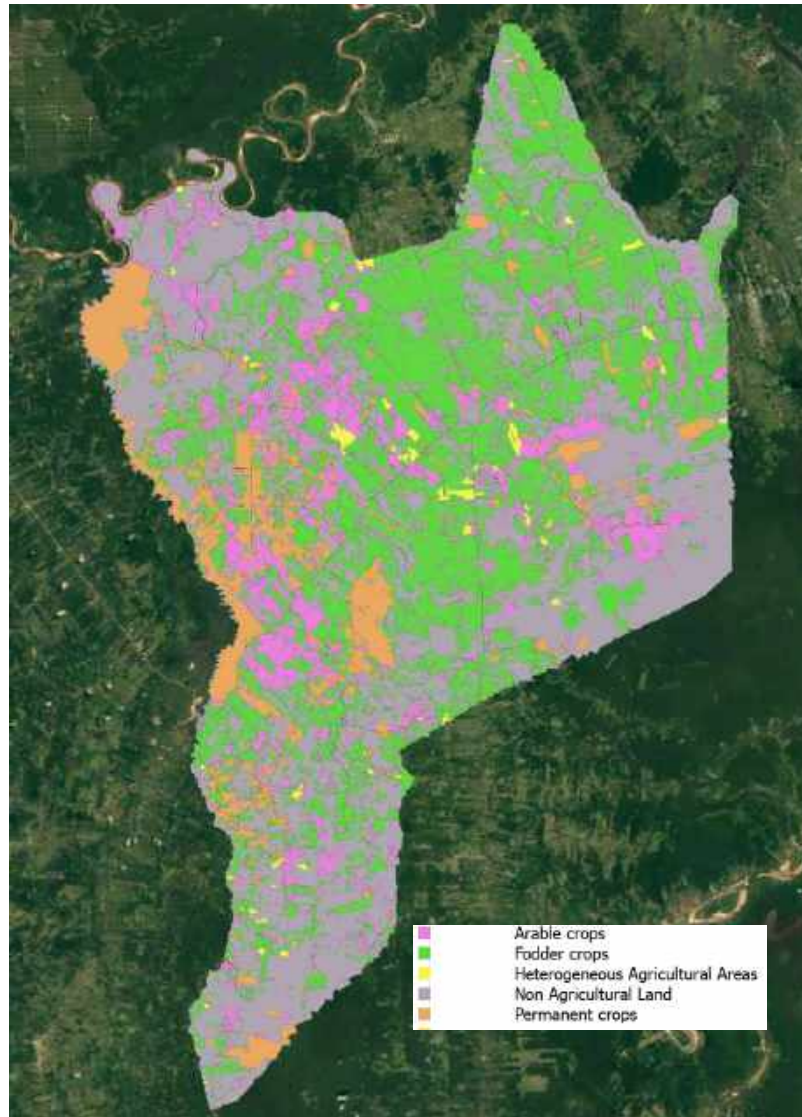 Arable crops
Fodder crops
Heterogeneous Agricultural Areas
Non Agricultural Land
Permanent crops